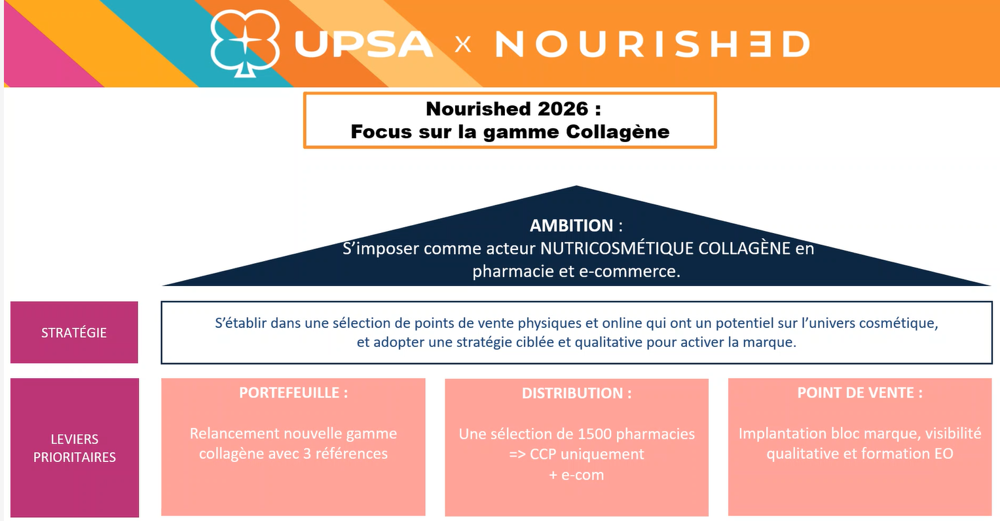 UPSA x NOURISHED
Nourished 2026 :
Focus sur la gamme Collagène
AMBITION :
S’imposer comme acteur NUTRICOSMÉTIQUE COLLAGÈNE en
pharmacie et e-commerce.
STRATÉGIE
S’établir dans une sélection de points de vente physiques et online qui ont un potentiel sur l’univers cosmétique,
et adopter une stratégie ciblée et qualitative pour activer la marque.
LEVIERS
PRIORITAIRES
PORTEFEUILLE :
Relancement nouvelle gamme
collagène avec 3 références
DISTRIBUTION :
Une sélection de 1500 pharmacies
=> CCP uniquement
+ e-com
POINT DE VENTE :
Implantation bloc marque, visibilité
qualitative et formation EO